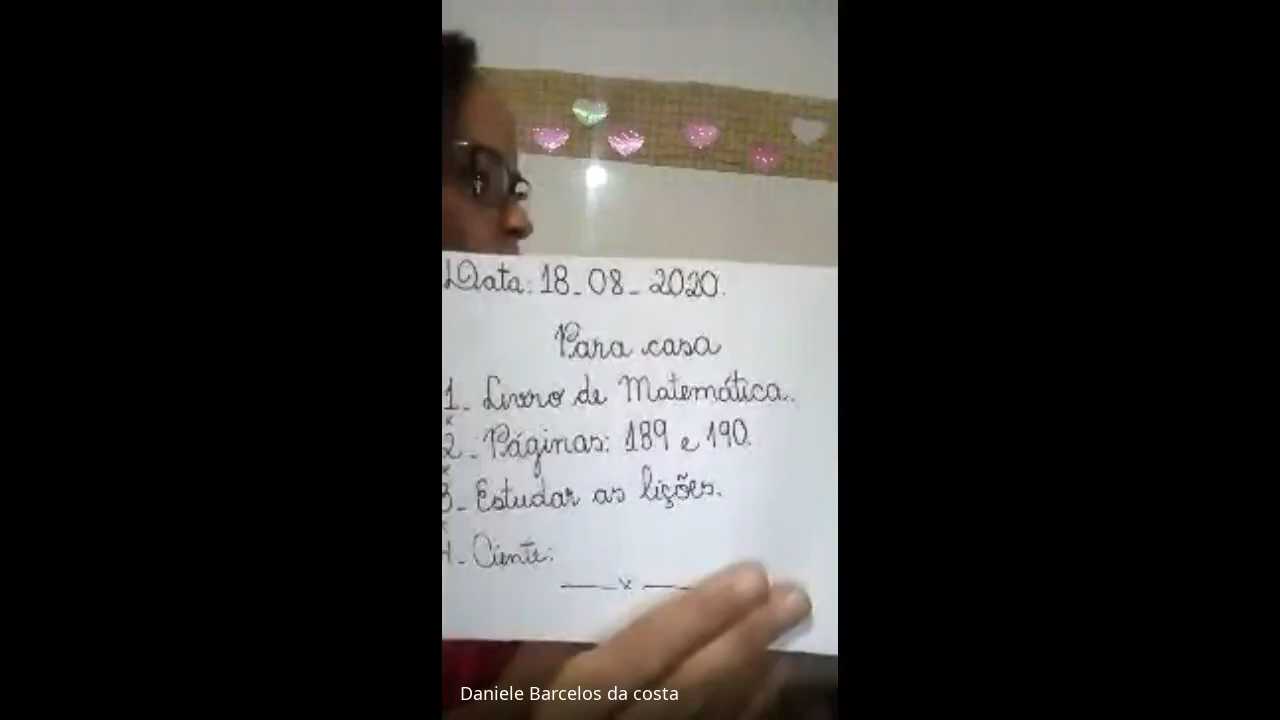 Data: 18-08-2020.
Para casa
1- Livro de Matemática.
2- Páginas: 189 e 190.
3- Estudar as lições.
4- Ciente:
x
Daniele Barcelos da costa